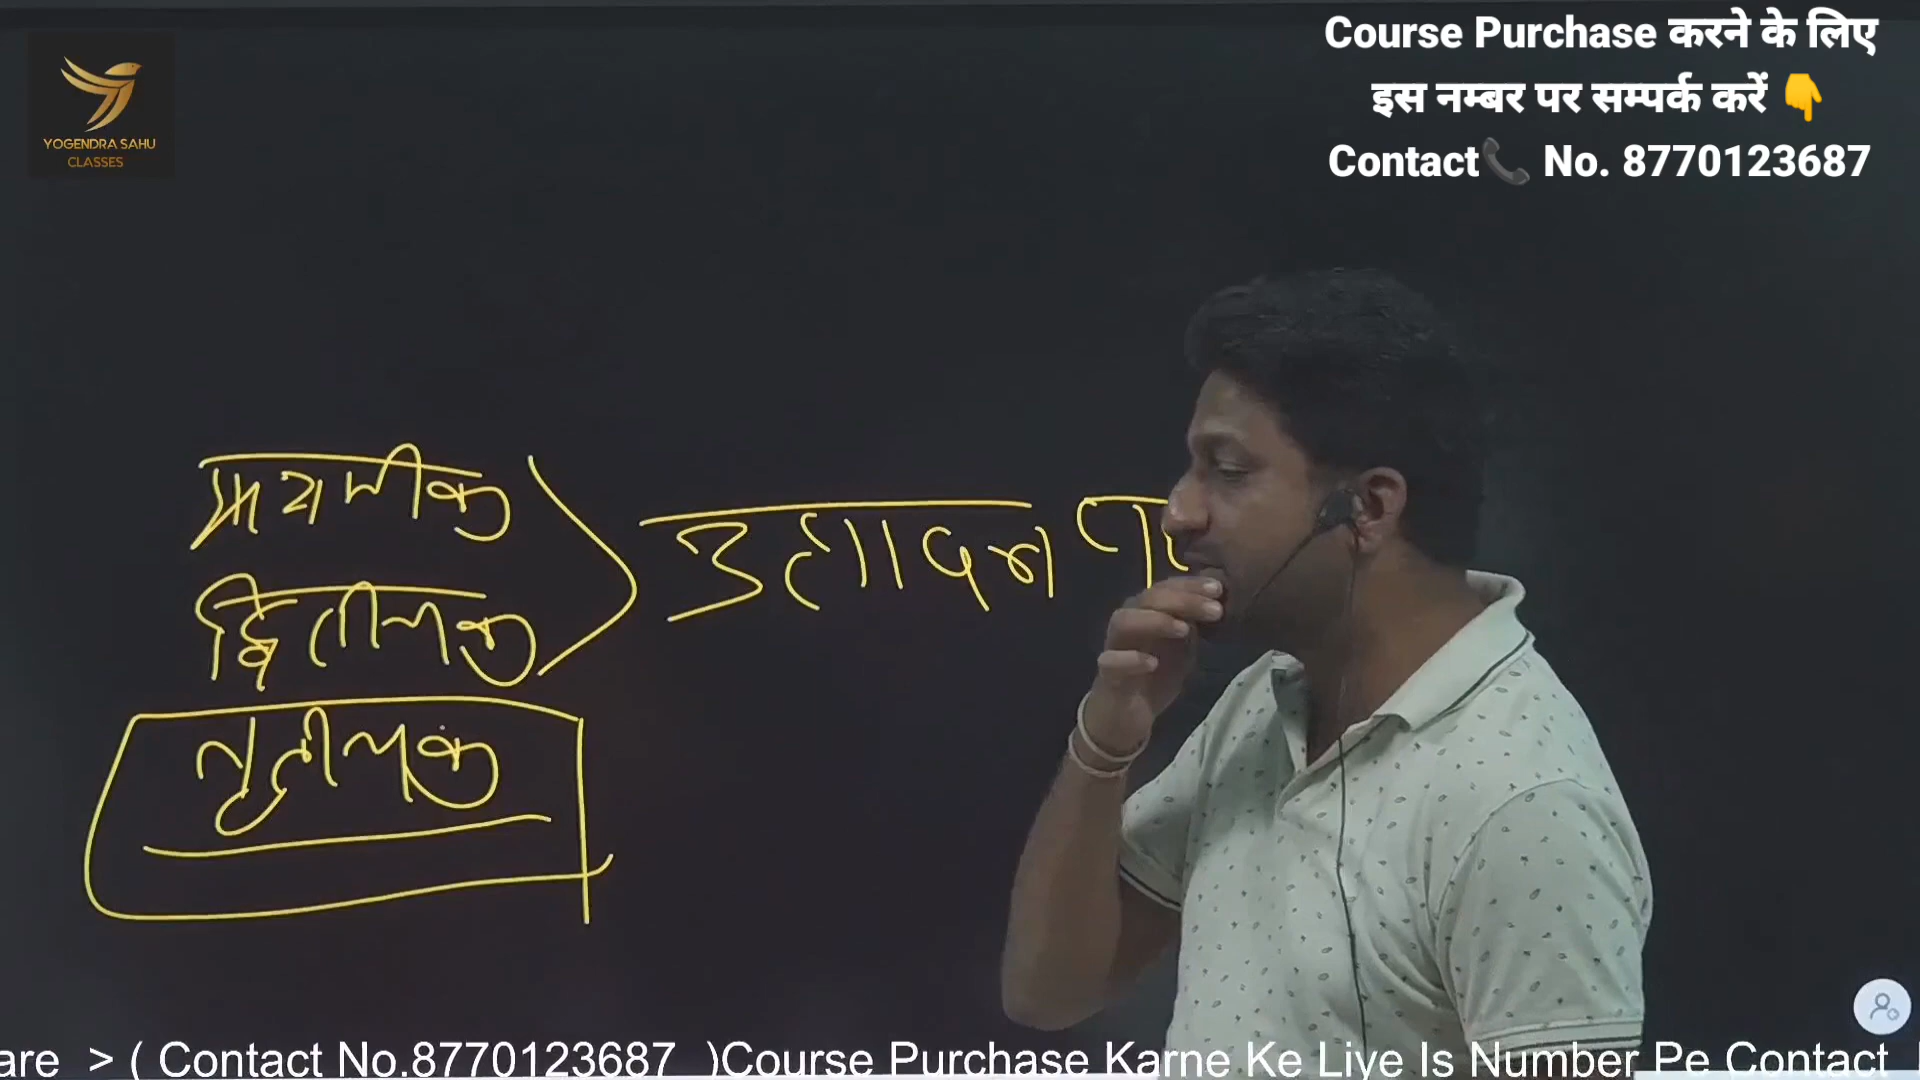 Course Purchase करने के लिए
इस नम्बर पर सम्पर्क करें 👇
Contact📞 No. 8770123687
YOGENDRA SAHU
CLASSES
प्राथमीक
द्वितीयक
तृतीयक
उत्पादन
are > ( Contact No.8770123687 )Course Purchase Karne Ke Liye Is Number Pe Contact